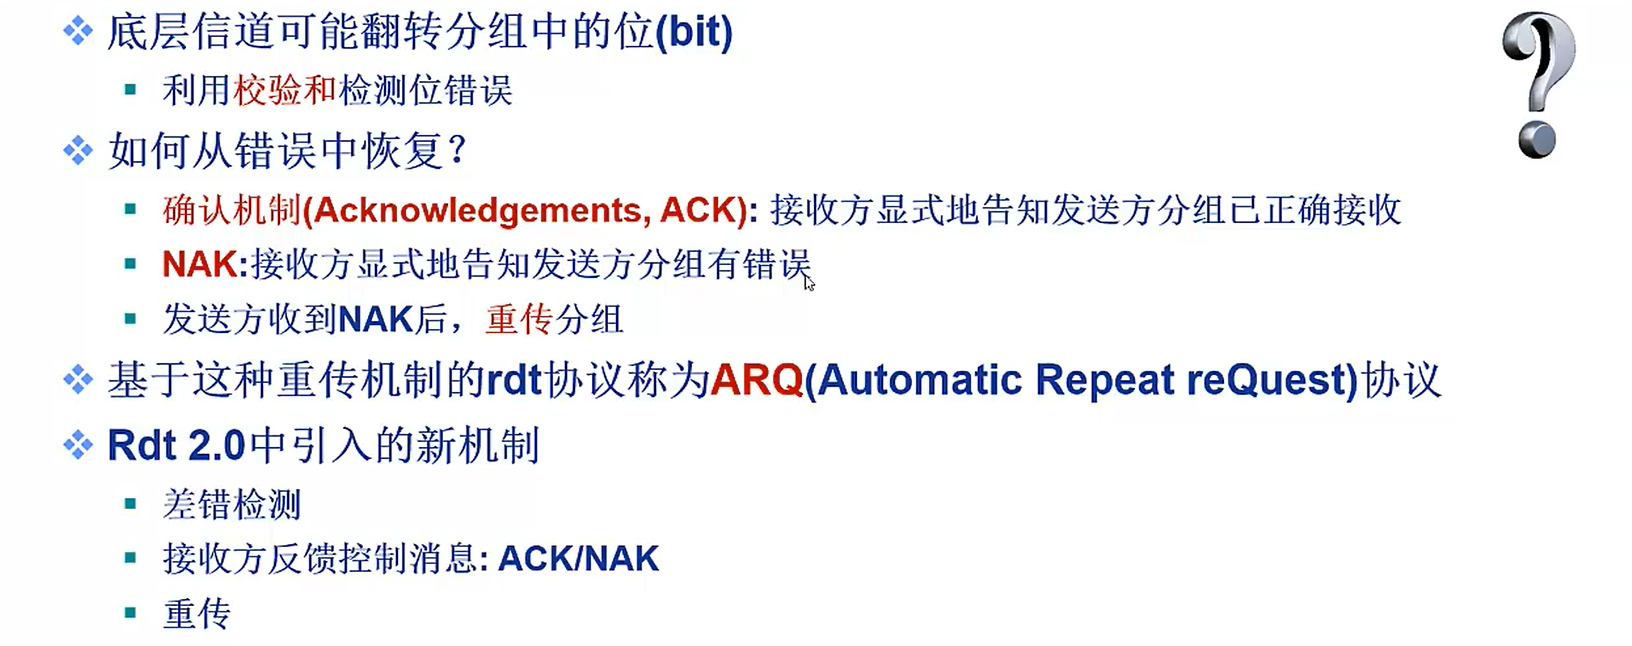 底层信道可能翻转分组中的位(bit)
利用校验和检测位错误
如何从错误中恢复?
确认机制(Acknowledgements, ACK): 接收方显式地告知发送方分组已正确接收
NAK:接收方显式地告知发送方分组有错误
发送方收到NAK后，重传分组
基于这种重传机制的rdt协议称为ARQ(Automatic Repeat reQuest)协议
Rdt 2.0中引入的新机制
差错检测
接收方反馈控制消息: ACK/NAK
重传